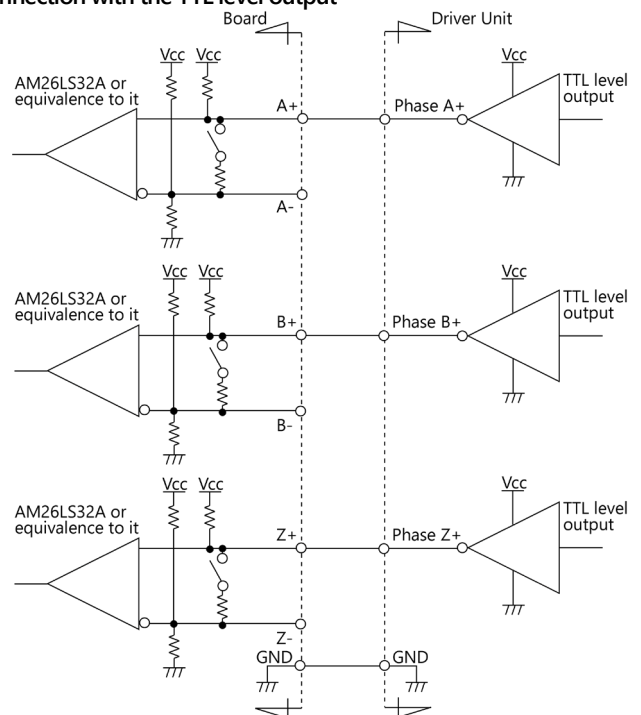 nnection with the TTL level output
Board
Driver Unit
Vcc Vcc
Vcc
AM26LS32A or
equivalence to it
A+
Phase A+
TTL level
output
A-
Vcc Vcc
Vcc
AM26LS32A or
equivalence to it
B+
Phase B+
TTL level
output
B-
Vcc Vcc
Vcc
AM26LS32A or
equivalence to it
Z+
Phase Z+
TTL level
output
Z-
GND
GND